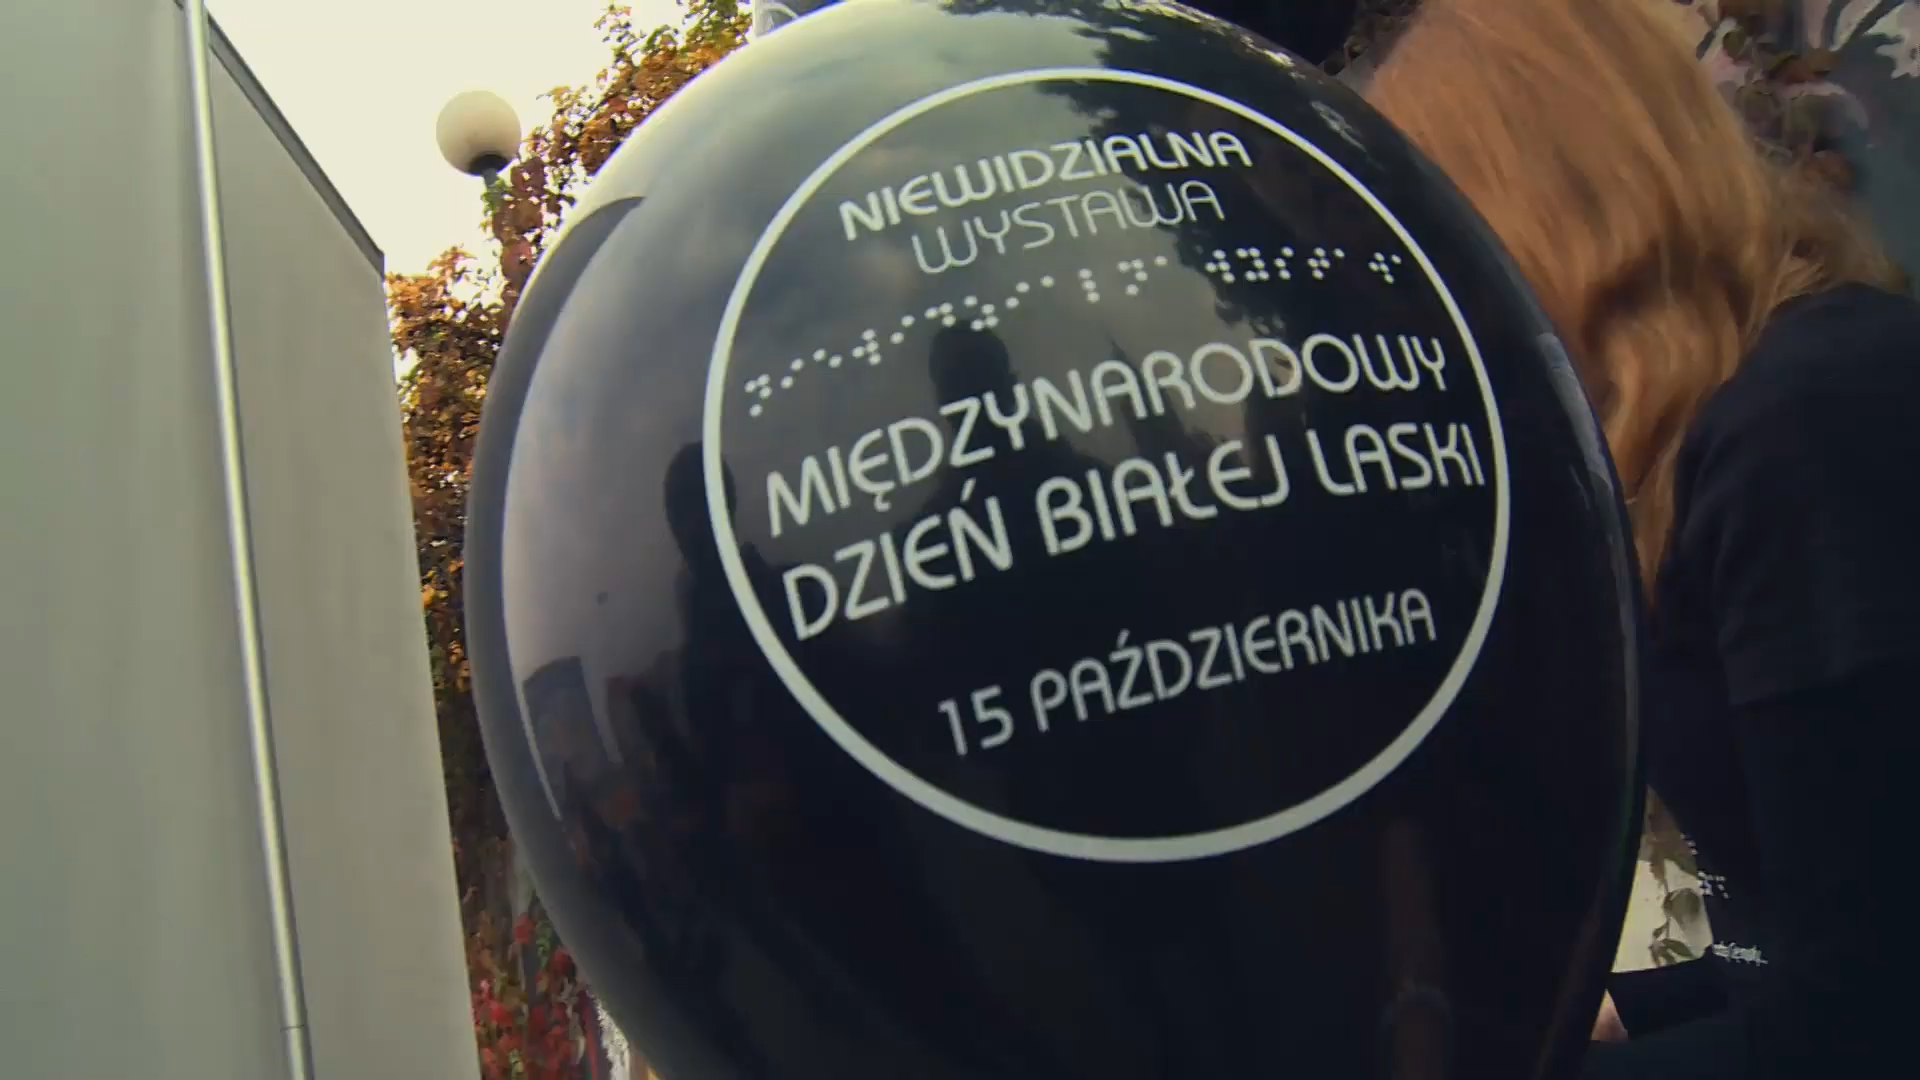 NIEWIDZIALNA
WYSTAWA
⠝⠊⠑⠺⠊⠙⠵⠊⠁⠇⠝⠁ ⠺⠽⠎⠞⠁⠺⠁
MIĘDZYNARODOWY
DZIEŃ BIAŁEJ LASKI
15 PAŹDZIERNIKA